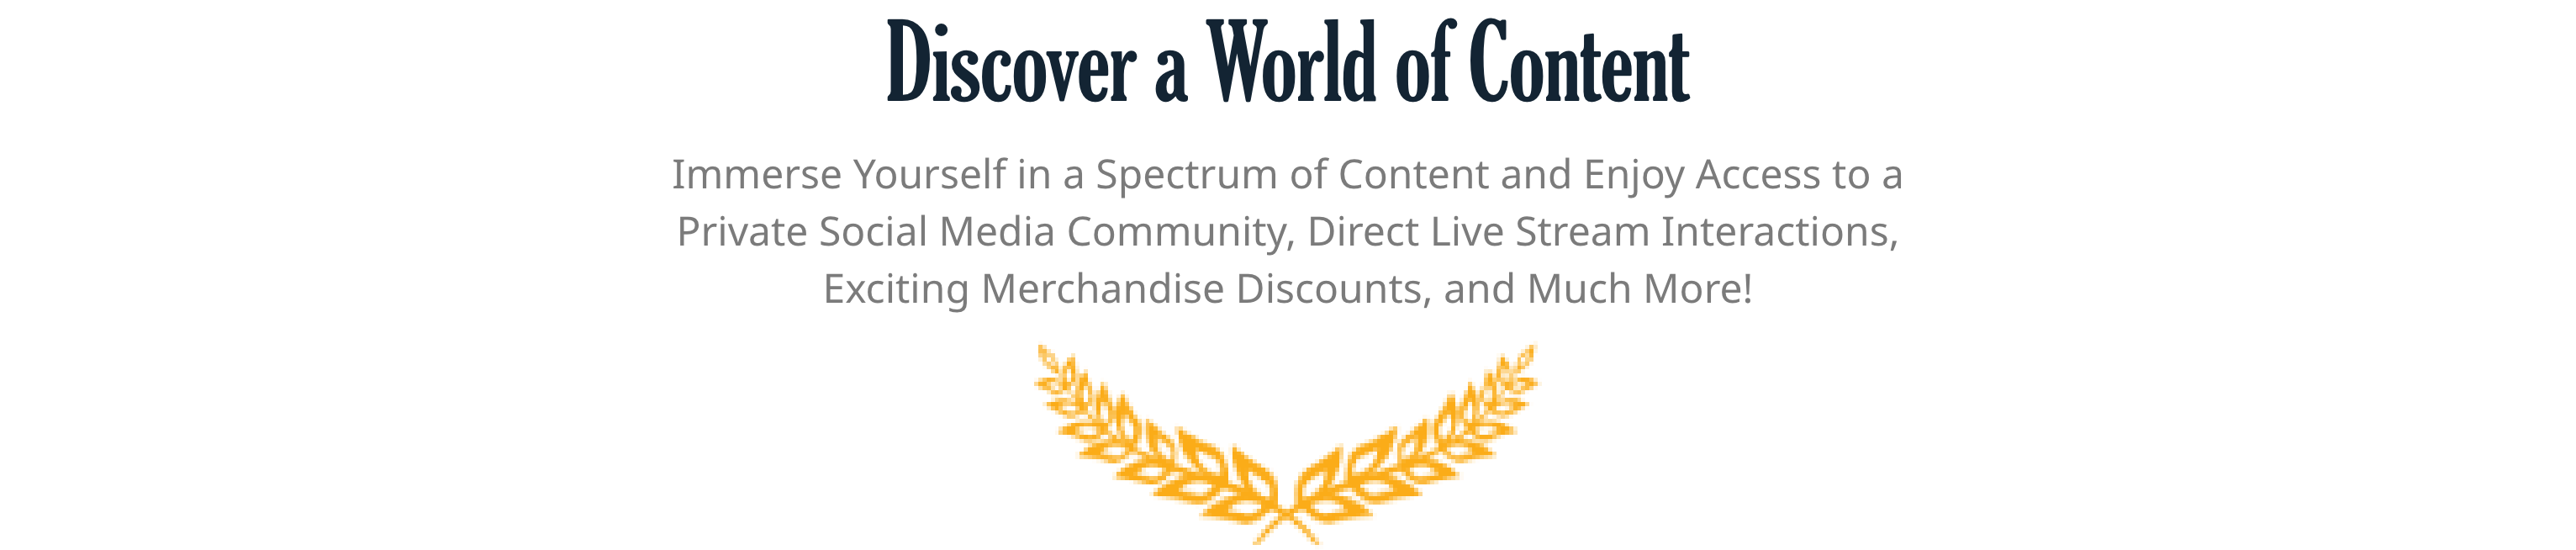 Discover a World of Content
Immerse Yourself in a Spectrum of Content and Enjoy Access to a
Private Social Media Community, Direct Live Stream Interactions,
Exciting Merchandise Discounts, and Much More!